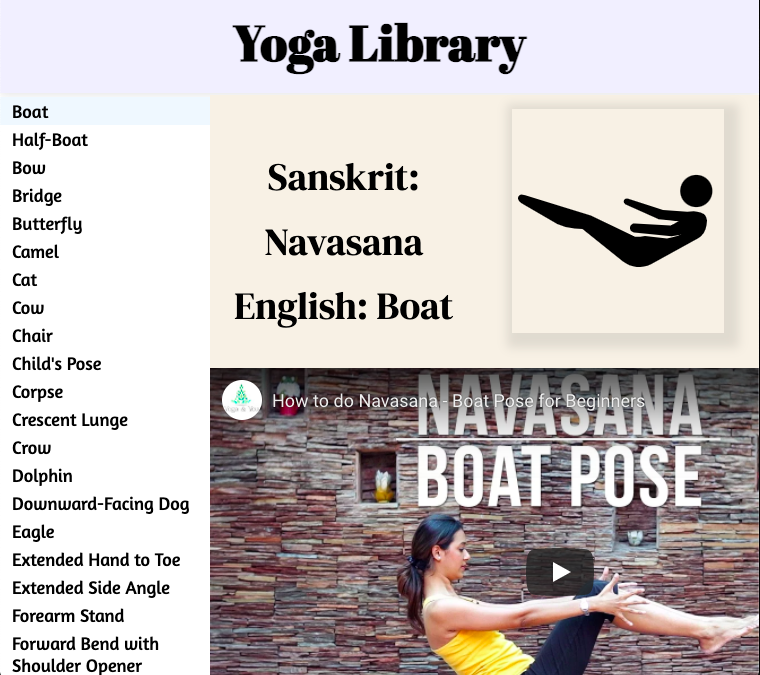 Yoga Library
Boat
Half-Boat
Bow
Bridge
Butterfly
Camel
Cat
Cow
Chair
Child's Pose
Corpse
Crescent Lunge
Crow
Dolphin
Downward-Facing Dog
Eagle
Extended Hand to Toe
Extended Side Angle
Forearm Stand
Forward Bend with
Shoulder Opener
Sanskrit:
Navasana
English: Boat
How to do Navasana - Boat Pose for Beginners
NAVASANA
BOAT POSE